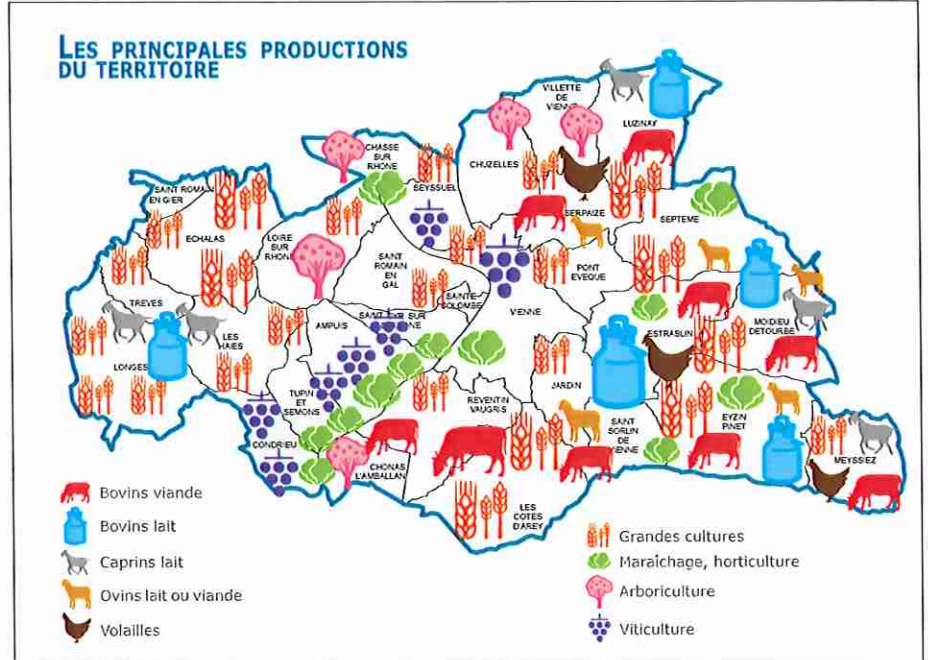 LES PRINCIPALES PRODUCTIONS
DU TERRITOIRE
VILLETTE
DE
VIENNE
LUZINAY
CHASSE
SUR
RHONE
CHUZELLES
SEYSSUEL
SAINT ROMAIN
EN GIER
SERPAIZE
SEPTEME
ECHALAS
LOIRE
SUR
RHONE
SAINT
ROMAIN
EN
GAL
PONT
EVEQUE
SAINTE
COLOMBE
TREVES
AMPUIS
VIENNE
ESTRABLIN
MOIDIEU
DETOURBE
LES
HAIES
LONGES
JARDIN
TUPIN
ET
SEMONS
REVENTIN
VAUGRIS
SAINT
SORLIN
DE
VIENNE
EYZIN
PINET
CONDRIEU
MEYSSIEZ
CHONAS
L'AMBALLAN
LES
COTES
D'AREY
Bovins viande
Bovins lait
Caprins lait
Ovins lait ou viande
Volailles
Grandes cultures
Maraîchage, horticulture
Arboriculture
Viticulture